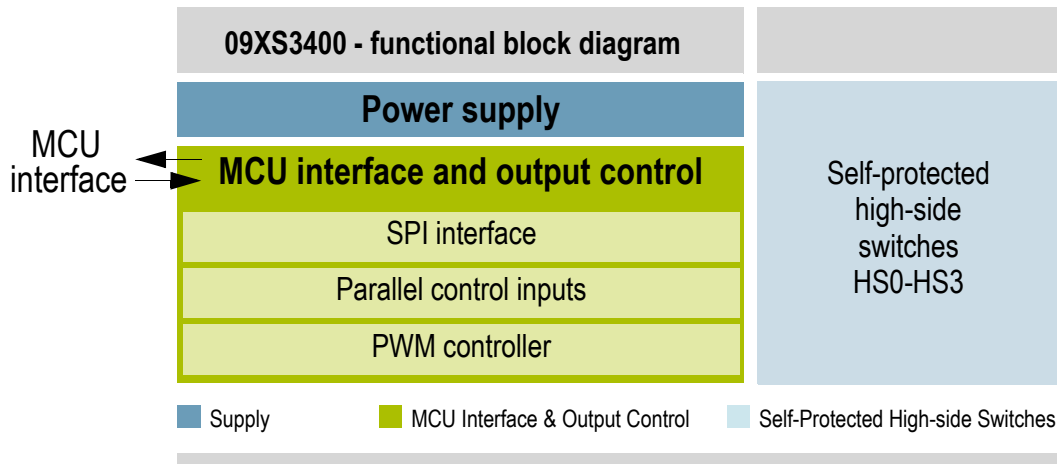 09XS3400 - functional block diagram
Power supply
MCU
interface
MCU interface and output control
SPI interface
Parallel control inputs
PWM controller
Self-protected
high-side
switches
HS0-HS3
Supply
MCU Interface & Output Control
Self-Protected High-side Switches